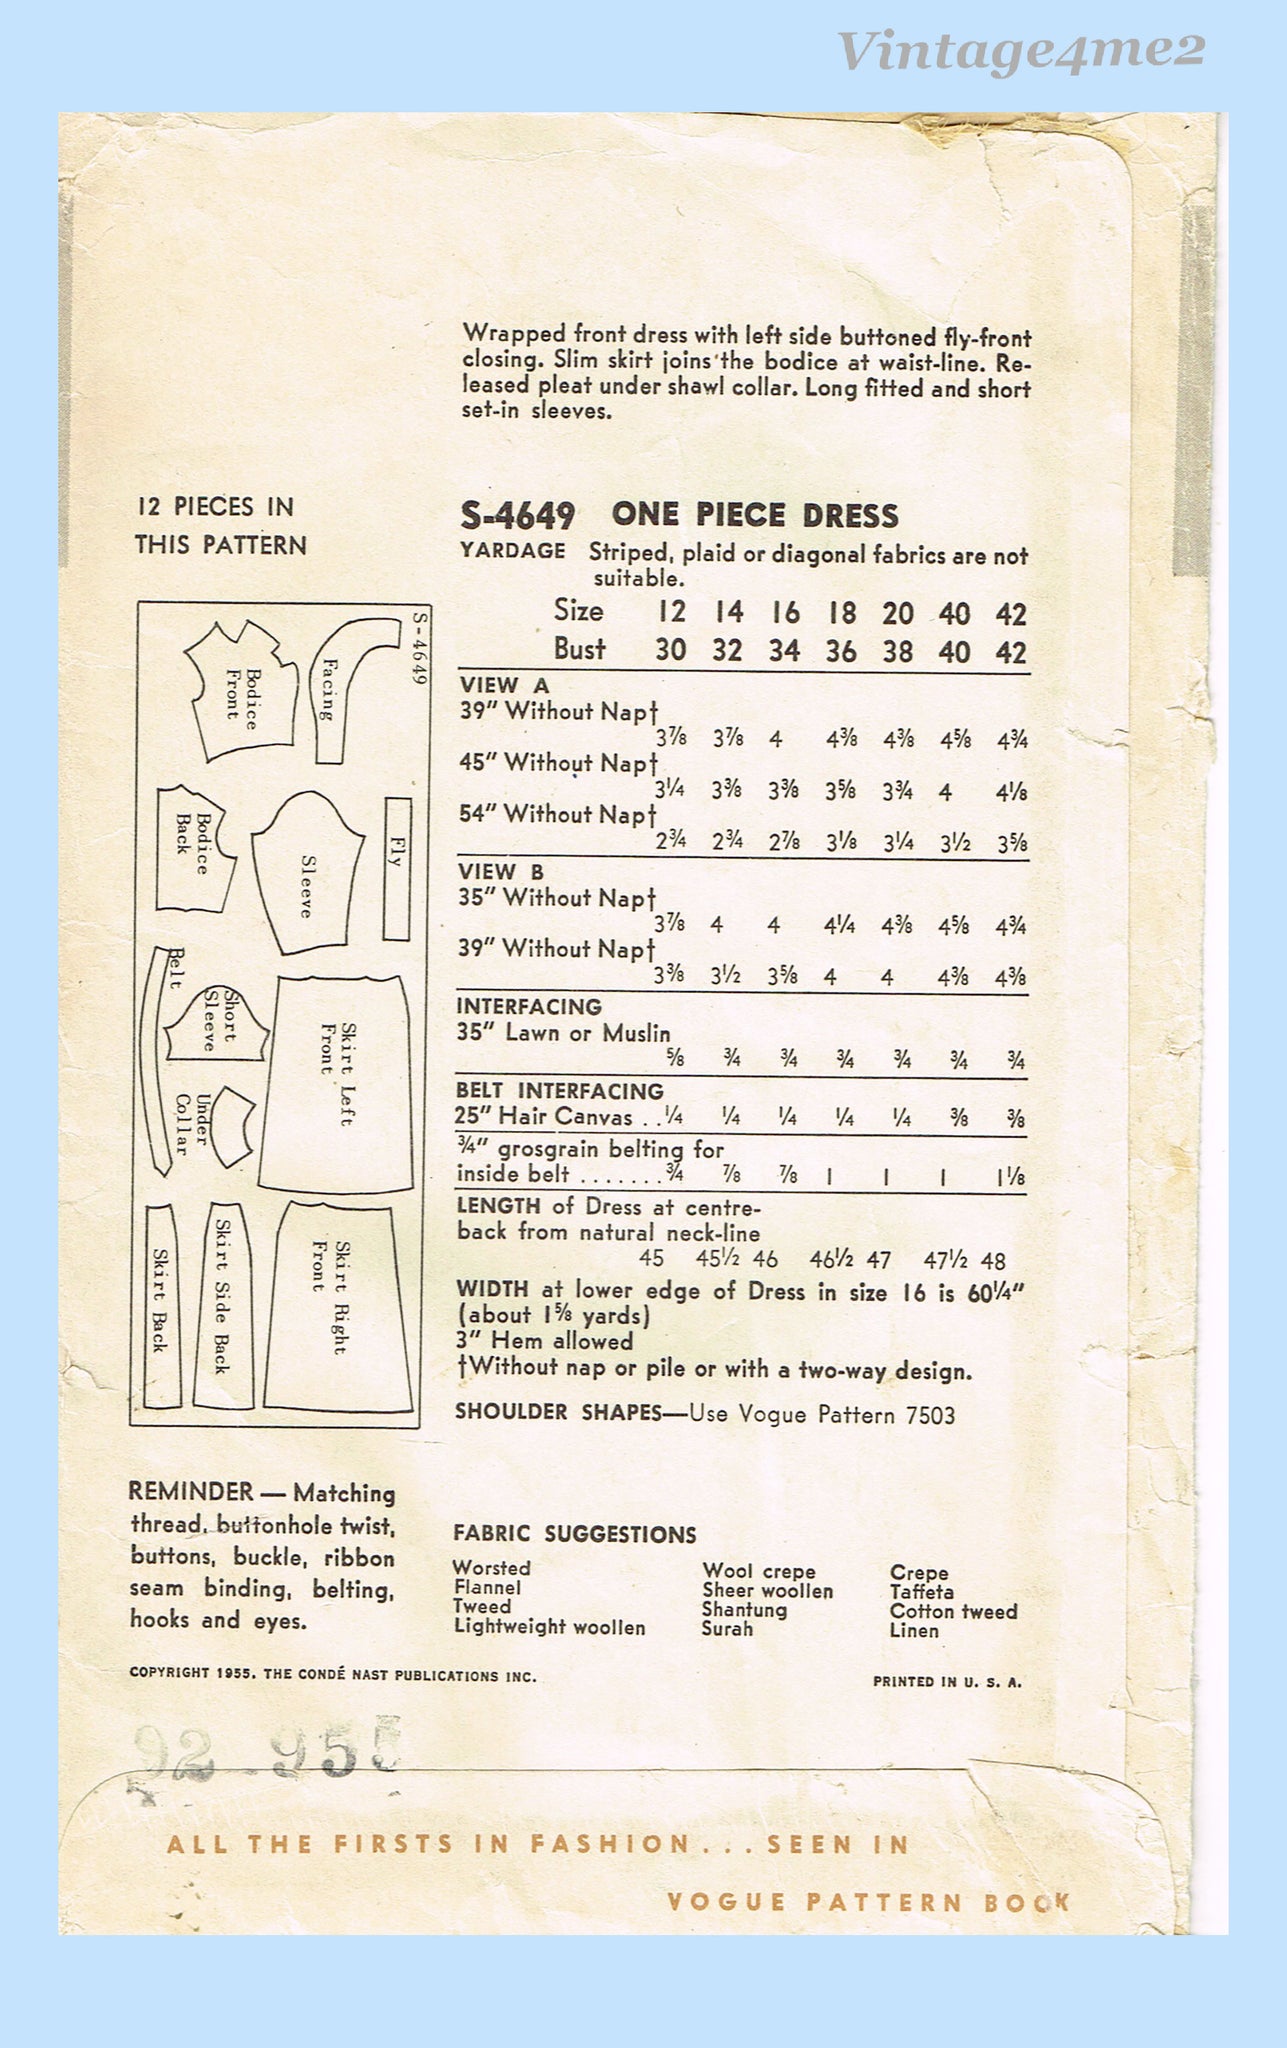 Vintage4me2
Wrapped front dress with left side buttoned fly-front
closing. Slim skirt joins the bodice at waist-line. Re-
leased pleat under shawl collar. Long fitted and short
set-in sleeves.
12 PIECES IN
THIS PATTERN
S-4649 ONE PIECE DRESS
YARDAGE Striped, plaid or diagonal fabrics are not
suitable.
Size 12 14 16 18 20 40 42
Bust 30 32 34 36 38 40 42
VIEW A
39" Without Nap†
3⅞ 3⅞ 4 4⅜ 4⅜ 4⅝ 4¾
45" Without Nap†
3¼ 3⅜ 3⅜ 3⅝ 3¾ 4 4⅛
54" Without Nap†
2¾ 2¾ 2⅞ 3⅛ 3¼ 3½ 3⅝
VIEW B
35" Without Nap†
3⅞ 4 4 4¼ 4⅜ 4⅝ 4¾
39" Without Nap†
3⅜ 3½ 3⅝ 4 4 4⅜ 4⅜
INTERFACING
35" Lawn or Muslin
⅝ ¾ ¾ ¾ ¾ ¾ ¾
BELT INTERFACING
25" Hair Canvas . . ¼ ¼ ¼ ¼ ¼ ⅜ ⅜
¾" grosgrain belting for
inside belt . . . . . . . ¾ ⅞ ⅞ 1 1 1 1⅛
LENGTH of Dress at centre-
back from natural neck-line
45 45½ 46 46½ 47 47½ 48
WIDTH at lower edge of Dress in size 16 is 60¼"
(about 1⅝ yards)
3" Hem allowed
†Without nap or pile or with a two-way design.
SHOULDER SHAPES—Use Vogue Pattern 7503
S-4649
Bodice
Front
Facing
Bodice
Back
Sleeve
Fly
Belt
Short
Sleeve
Under
Collar
Skirt Left
Front
Skirt Back
Skirt Side Back
Skirt Right
Front
REMINDER — Matching
thread, buttonhole twist,
buttons, buckle, ribbon
seam binding, belting,
hooks and eyes.
FABRIC SUGGESTIONS
Worsted
Flannel
Tweed
Lightweight woollen
Wool crepe
Sheer woollen
Shantung
Surah
Crepe
Taffeta
Cotton tweed
Linen
COPYRIGHT 1955, THE CONDÉ NAST PUBLICATIONS INC.
PRINTED IN U. S. A.
ALL THE FIRSTS IN FASHION . . . SEEN IN
VOGUE PATTERN BOOK